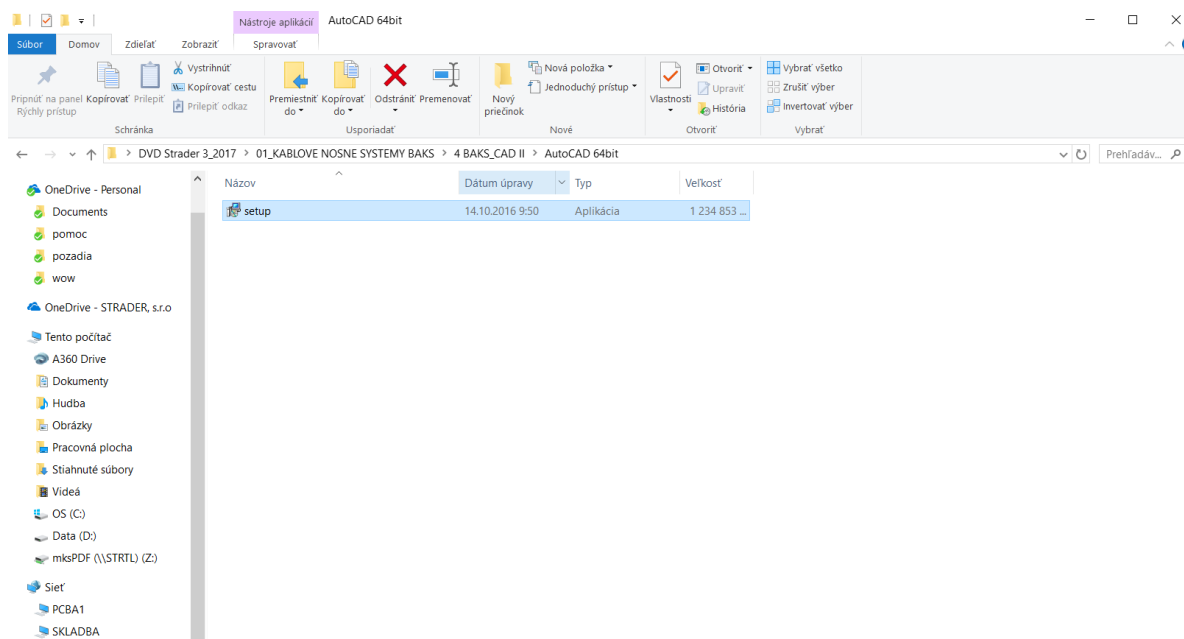 Nástroje aplikácií AutoCAD 64bit
Súbor Domov Zdieľať Zobraziť Spravovať
Pripnúť na panel Rýchly prístup
Kopírovať
Prilepiť
Vystrihnúť
Kopírovať cestu
Prilepiť odkaz
Schránka
Premiestniť do
Kopírovať do
Odstrániť
Premenovať
Usporiadať
Nový priečinok
Nová položka
Jednoduchý prístup
Nové
Vlastnosti
Otvoriť
Upraviť
História
Otvoriť
Vybrať všetko
Zrušiť výber
Invertovať výber
Vybrať
DVD Strader 3_2017 > 01_KABLOVE NOSNE SYSTEMY BAKS > 4 BAKS_CAD II > AutoCAD 64bit
Prehľadáv...
OneDrive - Personal
Documents
pomoc
pozadia
wow
OneDrive - STRADER, s.r.o
Tento počítač
A360 Drive
Dokumenty
Hudba
Obrázky
Pracovná plocha
Stiahnuté súbory
Videá
OS (C:)
Data (D:)
mksPDF (\\STRTL) (Z:)
Sieť
PCBA1
SKLADBA
Názov Dátum úpravy Typ Veľkosť
setup 14.10.2016 9:50 Aplikácia 1 234 853 ...